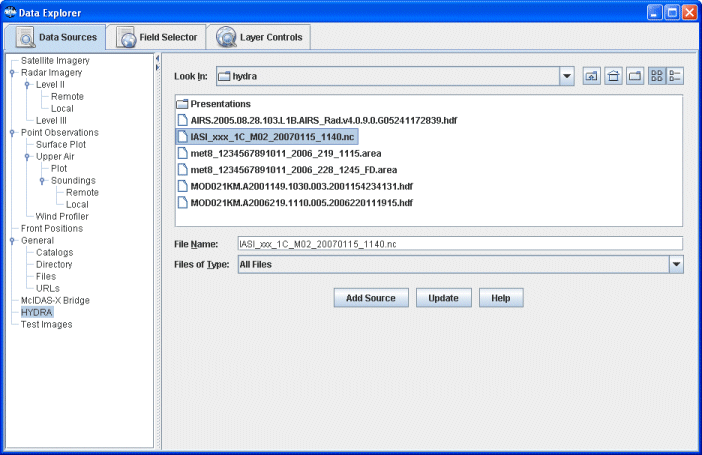 Data Explorer
Data Sources
Field Selector
Layer Controls
Satellite Imagery
Radar Imagery
Level II
Remote
Local
Level III
Point Observations
Surface Plot
Upper Air
Plot
Soundings
Remote
Local
Wind Profiler
Front Positions
General
Catalogs
Directory
Files
URLs
McIDAS-X Bridge
HYDRA
Test Images
Look In: hydra
Presentations
AIRS.2005.08.28.103.L1B.AIRS_Rad.v4.0.9.0.G05241172839.hdf
IASI_xxx_1C_M02_20070115_1140.nc
met8_1234567891011_2006_219_1115.area
met8_1234567891011_2006_228_1245_FD.area
MOD021KM.A2001149.1030.003.2001154234131.hdf
MOD021KM.A2006219.1110.005.2006220111915.hdf
File Name: IASI_xxx_1C_M02_20070115_1140.nc
Files of Type: All Files
Add Source
Update
Help